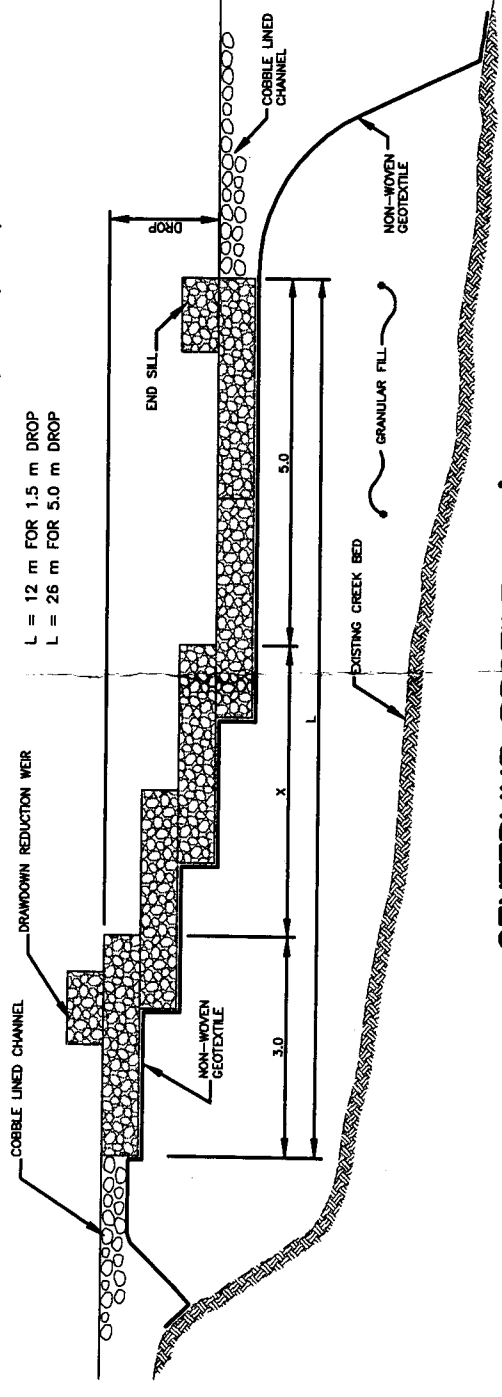 L = 12 m FOR 1.5 m DROP
L = 26 m FOR 5.0 m DROP
COBBLE LINED CHANNEL
DRAWDOWN REDUCTION WEIR
DROP
COBBLE LINED
CHANNEL
END SILL
NON-WOVEN
GEOTEXTILE
NON-WOVEN
GEOTEXTILE
3.0
X
5.0
L
GRANULAR FILL
EXISTING CREEK BED